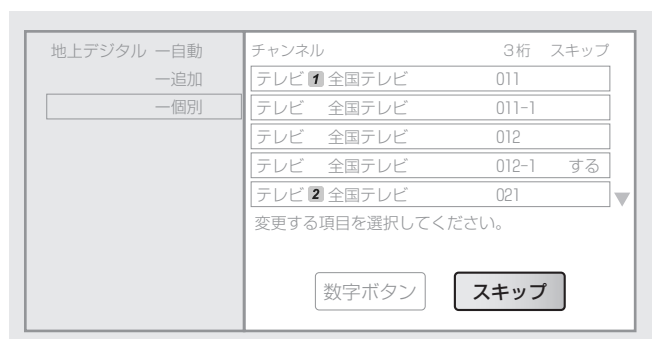 地上デジタル ー自動
ー追加
ー個別
チャンネル 3桁 スキップ
テレビ 1 全国テレビ 011
テレビ 全国テレビ 011-1
テレビ 全国テレビ 012
テレビ 全国テレビ 012-1 する
テレビ 2 全国テレビ 021
変更する項目を選択してください。
数字ボタン スキップ